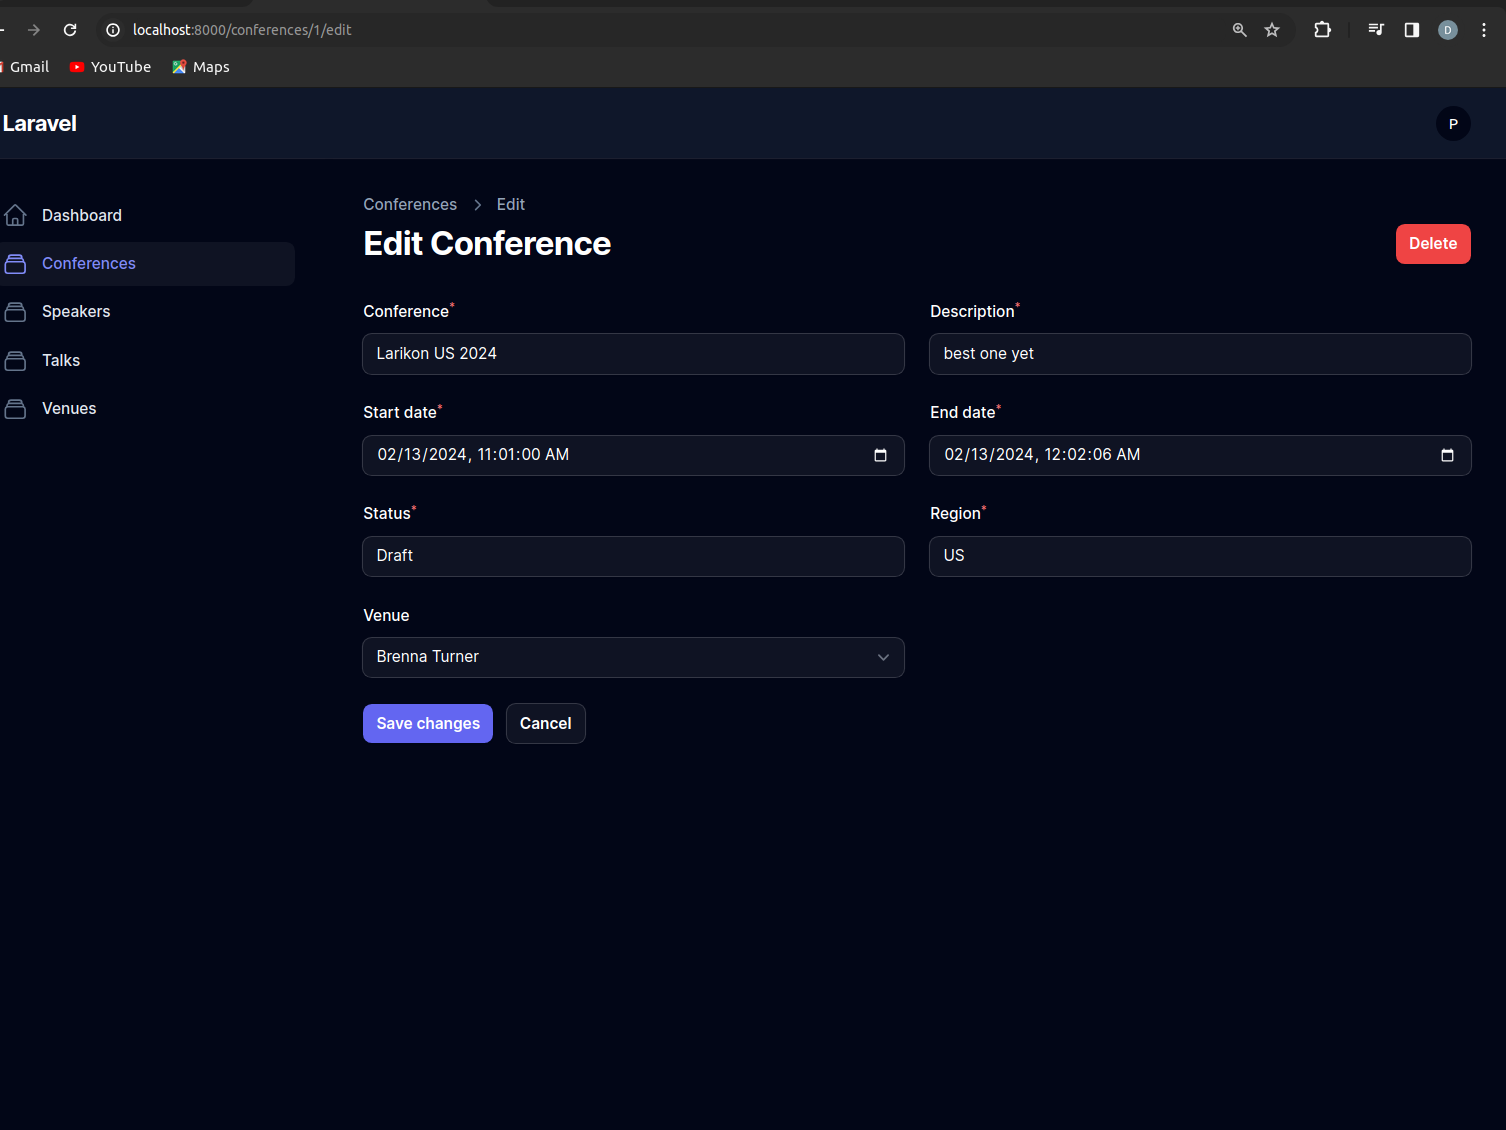 localhost:8000/conferences/1/edit
D
Gmail YouTube Maps
Laravel
P
Dashboard
Conferences
Speakers
Talks
Venues
Conferences > Edit
Edit Conference
Delete
Conference* Description*
Larikon US 2024 best one yet
Start date* End date*
02/13/2024, 11:01:00 AM 02/13/2024, 12:02:06 AM
Status* Region*
Draft US
Venue
Brenna Turner
Save changes Cancel